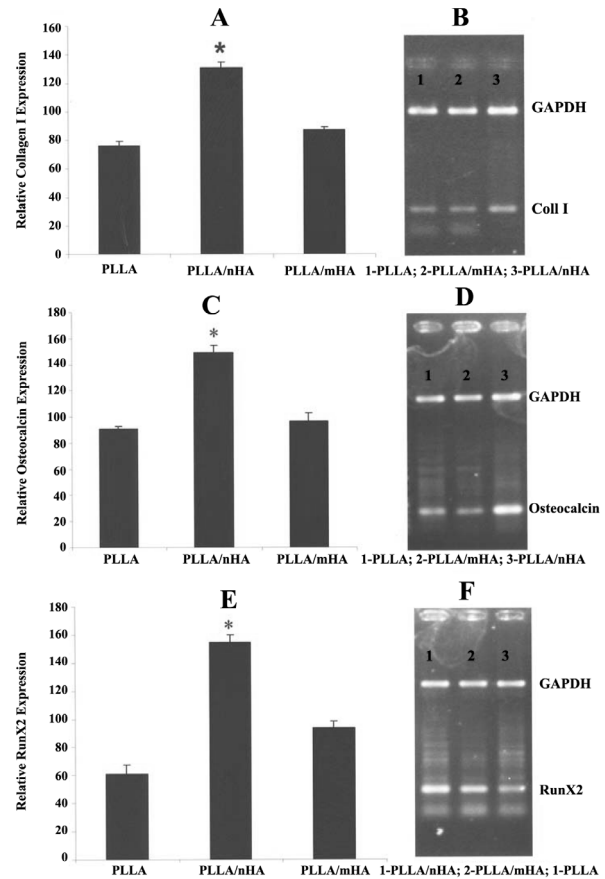 A
Relative Collagen I Expression
160
140
120
100
80
60
40
20
0
*
PLLA
PLLA/nHA
PLLA/mHA
B
1 2 3
GAPDH
Coll I
1-PLLA; 2-PLLA/mHA; 3-PLLA/nHA
C
Relative Osteocalcin Expression
180
160
140
120
100
80
60
40
20
0
*
PLLA
PLLA/nHA
PLLA/mHA
D
1 2 3
GAPDH
Osteocalcin
1-PLLA; 2-PLLA/mHA; 3-PLLA/nHA
E
Relative RunX2 Expression
180
160
140
120
100
80
60
40
20
0
*
PLLA
PLLA/nHA
PLLA/mHA
F
1 2 3
GAPDH
RunX2
1-PLLA/nHA; 2-PLLA/mHA; 1-PLLA